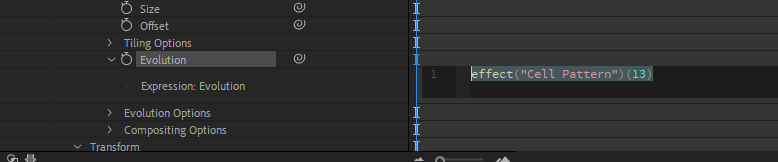 Size
Offset
Tiling Options
Evolution
1 effect("Cell Pattern")(13)
Expression: Evolution
Evolution Options
Compositing Options
Transform